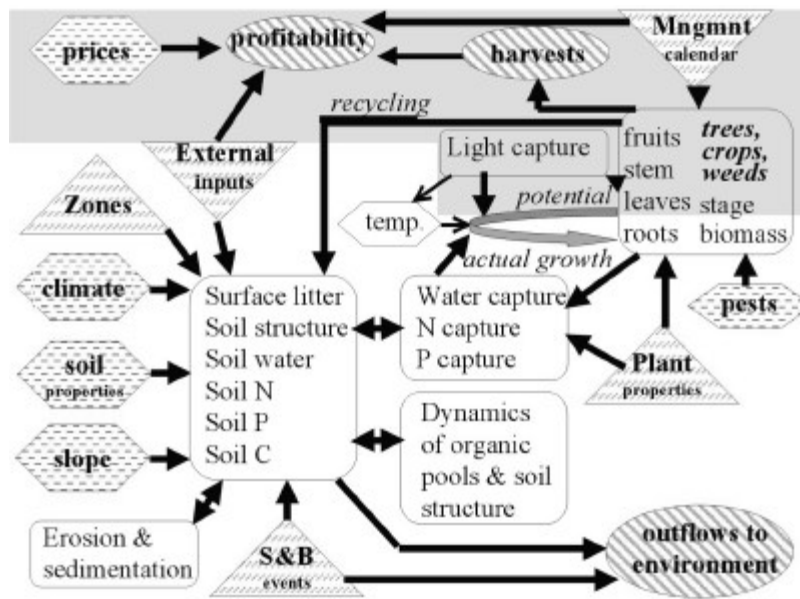 prices
profitability
harvests
Mngmnt
calendar
recycling
External
inputs
Light capture
fruits
stem
leaves
roots
trees,
crops,
weeds
stage
biomass
Zones
temp.
potential
actual growth
climate
Surface litter
Soil structure
Soil water
Soil N
Soil P
Soil C
Water capture
N capture
P capture
pests
soil
properties
Plant
properties
slope
Dynamics
of organic
pools & soil
structure
Erosion &
sedimentation
S&B
events
outflows to
environment